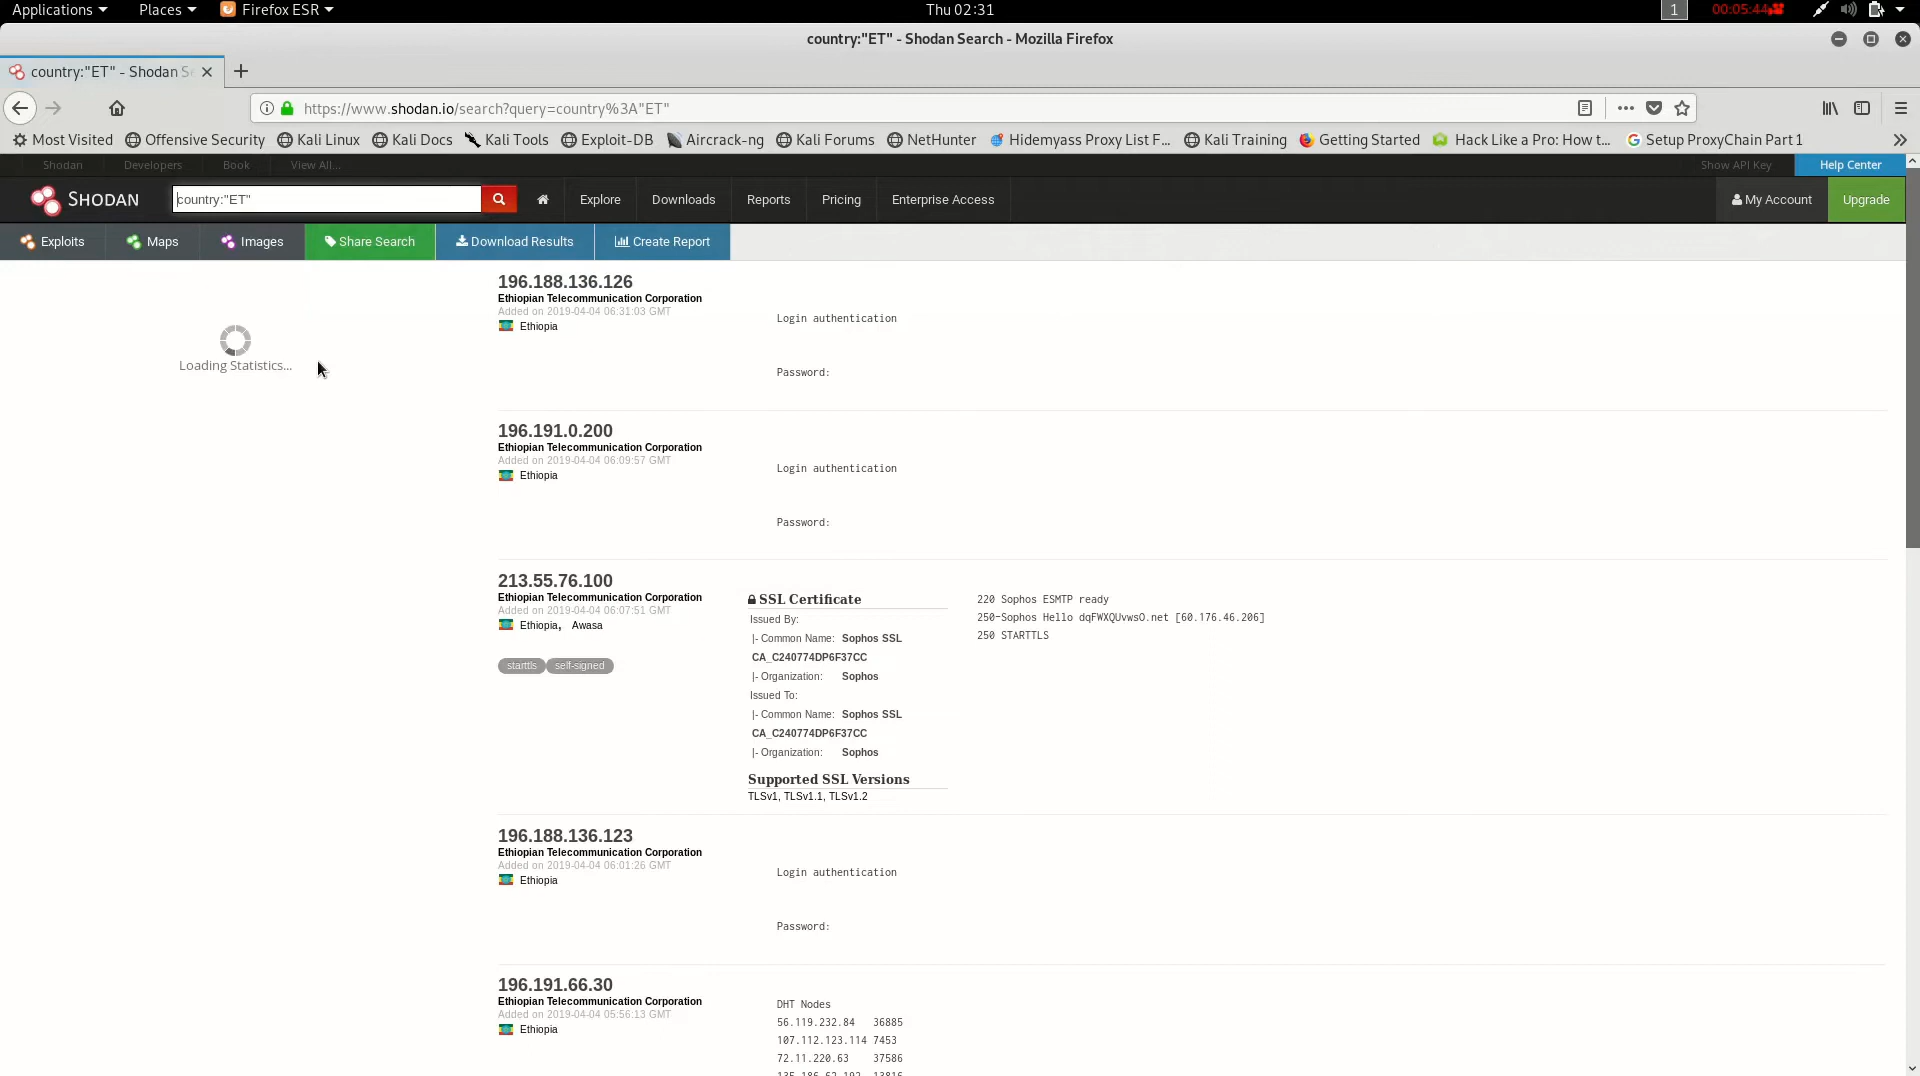 Applications Places Firefox ESR Thu 02:31 1 00:05:44
country:"ET" - Shodan Search - Mozilla Firefox
country:"ET" - Shodan S
https://www.shodan.io/search?query=country%3A"ET"
Most Visited Offensive Security Kali Linux Kali Docs Kali Tools Exploit-DB Aircrack-ng Kali Forums NetHunter Hidemyass Proxy List F... Kali Training Getting Started Hack Like a Pro: How t... Setup ProxyChain Part 1
Shodan Developers Book View All... Show API Key Help Center
SHODAN country:"ET" Explore Downloads Reports Pricing Enterprise Access My Account Upgrade
Exploits Maps Images Share Search Download Results Create Report
Loading Statistics...
196.188.136.126
Ethiopian Telecommunication Corporation
Added on 2019-04-04 06:31:03 GMT
Ethiopia
Login authentication
Password:
196.191.0.200
Ethiopian Telecommunication Corporation
Added on 2019-04-04 06:09:57 GMT
Ethiopia
Login authentication
Password:
213.55.76.100
Ethiopian Telecommunication Corporation
Added on 2019-04-04 06:07:51 GMT
Ethiopia, Awasa
starttls self-signed
SSL Certificate
Issued By:
|- Common Name: Sophos SSL
CA_C240774DP6F37CC
|- Organization: Sophos
Issued To:
|- Common Name: Sophos SSL
CA_C240774DP6F37CC
|- Organization: Sophos
Supported SSL Versions
TLSv1, TLSv1.1, TLSv1.2
220 Sophos ESMTP ready
250-Sophos Hello dqFWXQUvwsO.net [60.176.46.206]
250 STARTTLS
196.188.136.123
Ethiopian Telecommunication Corporation
Added on 2019-04-04 06:01:26 GMT
Ethiopia
Login authentication
Password:
196.191.66.30
Ethiopian Telecommunication Corporation
Added on 2019-04-04 05:56:13 GMT
Ethiopia
DHT Nodes
56.119.232.84 36885
107.112.123.114 7453
72.11.220.63 37586